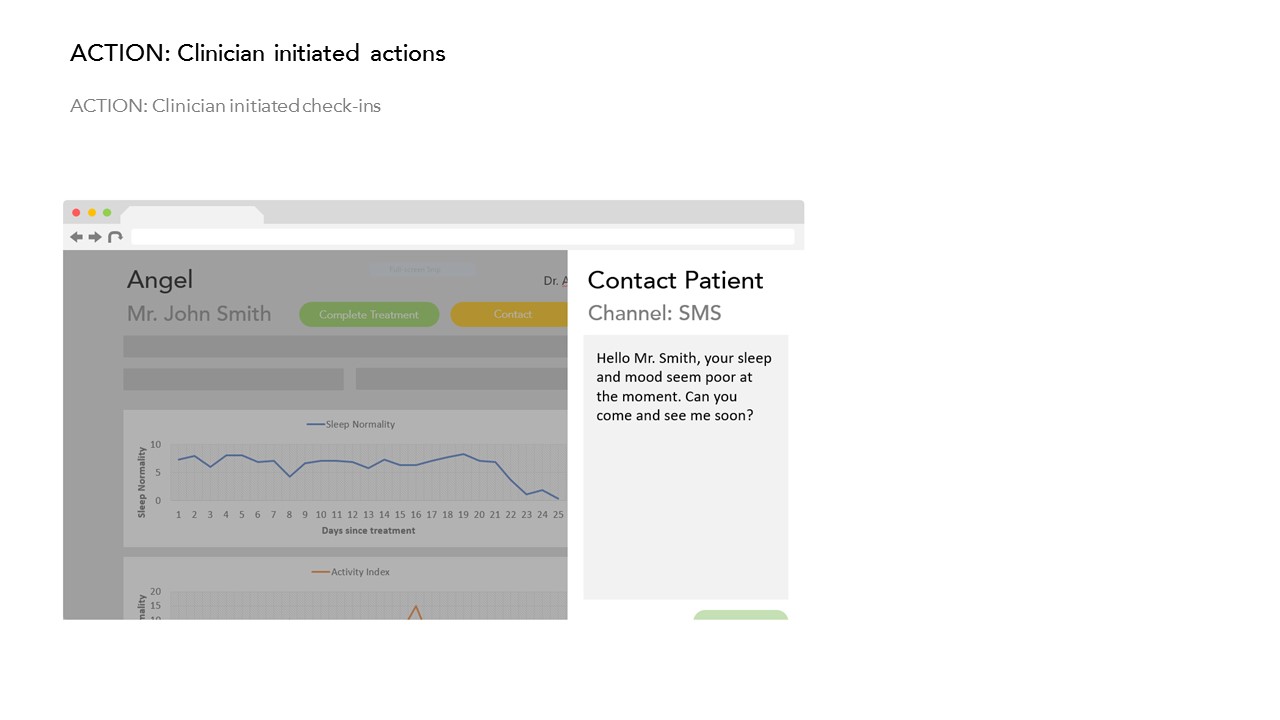 ACTION: Clinician initiated actions
ACTION: Clinician initiated check-ins
Angel
Dr. A
Mr. John Smith
Complete Treatment
Contact
Contact Patient
Channel: SMS
Hello Mr. Smith, your sleep
and mood seem poor at
the moment. Can you
come and see me soon?
Sleep Normality
Sleep Normality
10
5
0
1 2 3 4 5 6 7 8 9 10 11 12 13 14 15 16 17 18 19 20 21 22 23 24 25
Days since treatment
Activity Index
20
15
10